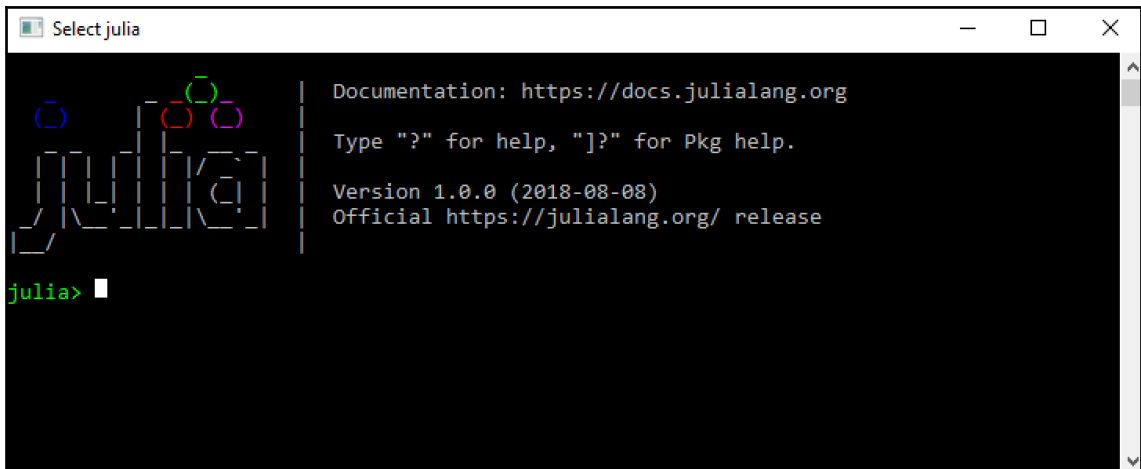 Select julia
Documentation: https://docs.julialang.org
Type "?" for help, "]?" for Pkg help.
Version 1.0.0 (2018-08-08)
Official https://julialang.org/ release
julia>